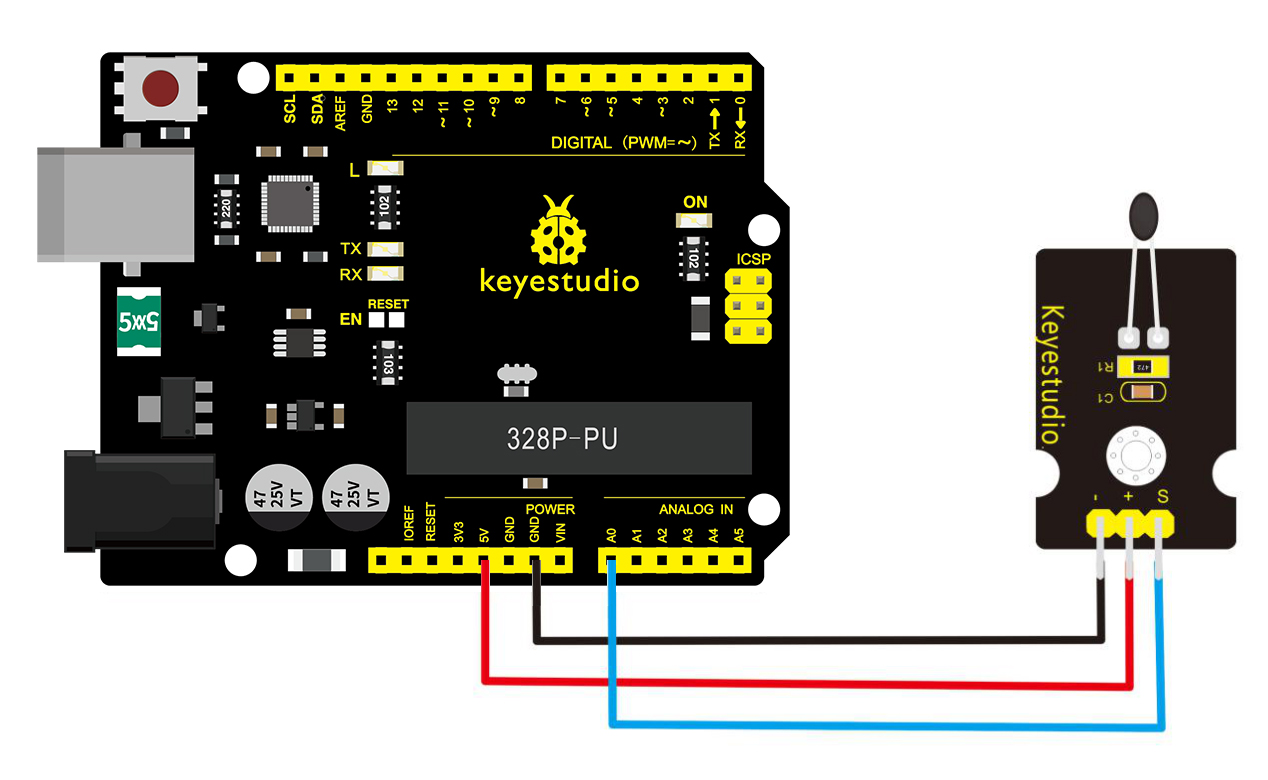 SCL
SDA
AREF
GND
13
12
~11
~10
~9
8
7
~6
~5
4
~3
2
TX→1
RX←0
DIGITAL (PWM=~)
L
220
102
TX
RX
RESET
EN
103
ON
102
ICSP
keyestudio
5xx5
328P-PU
47
25V
VT
47
25V
VT
POWER
ANALOG IN
IOREF
RESET
3V3
5V
GND
GND
VIN
A0
A1
A2
A3
A4
A5
Keyestudio
R1
472
C1
-
+
S